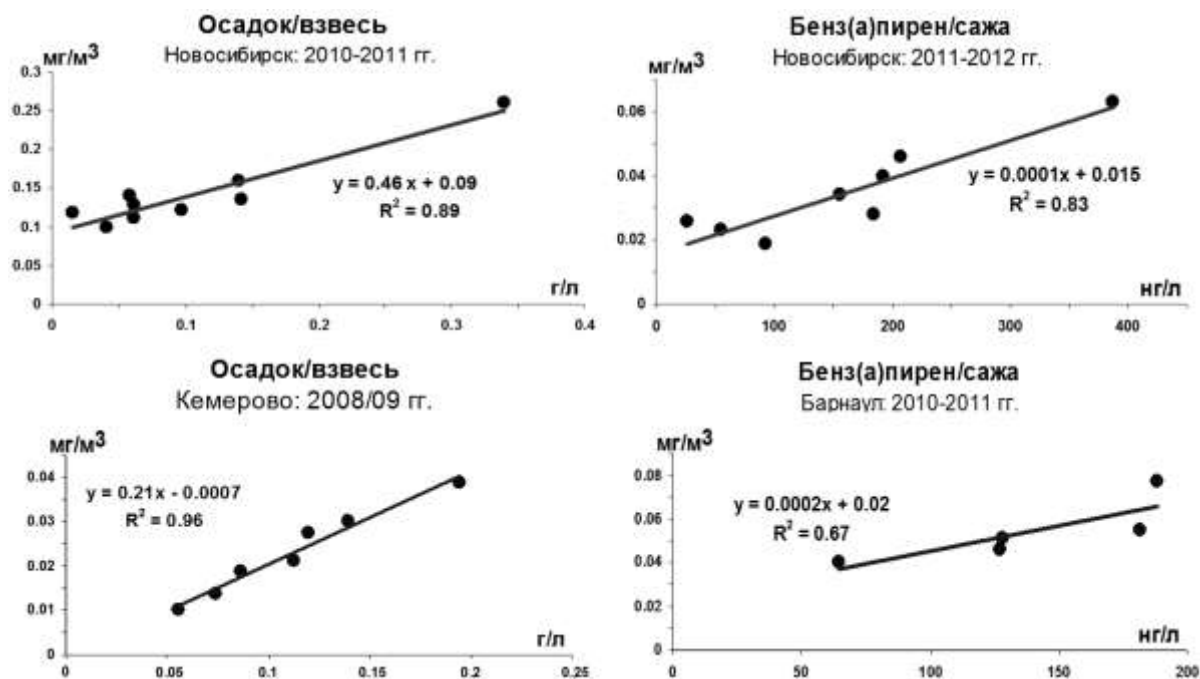 Осадок/взвесь
Новосибирск: 2010-2011 гг.
мг/м³
0.3
0.25
0.2
0.15
0.1
0.05
0
y = 0.46 x + 0.09
R² = 0.89
г/л
0
0.1
0.2
0.3
0.4
Бенз(а)пирен/сажа
Новосибирск: 2011-2012 гг.
мг/м³
0.06
0.04
0.02
0
y = 0.0001x + 0.015
R² = 0.83
нг/л
0
100
200
300
400
Осадок/взвесь
Кемерово: 2008/09 гг.
мг/м³
0.04
0.03
0.02
0.01
0
y = 0.21x - 0.0007
R² = 0.96
г/л
0
0.05
0.1
0.15
0.2
0.25
Бенз(а)пирен/сажа
Барнаул: 2010-2011 гг.
мг/м³
0.08
0.06
0.04
0.02
0
y = 0.0002x + 0.02
R² = 0.67
нг/л
0
50
100
150
200